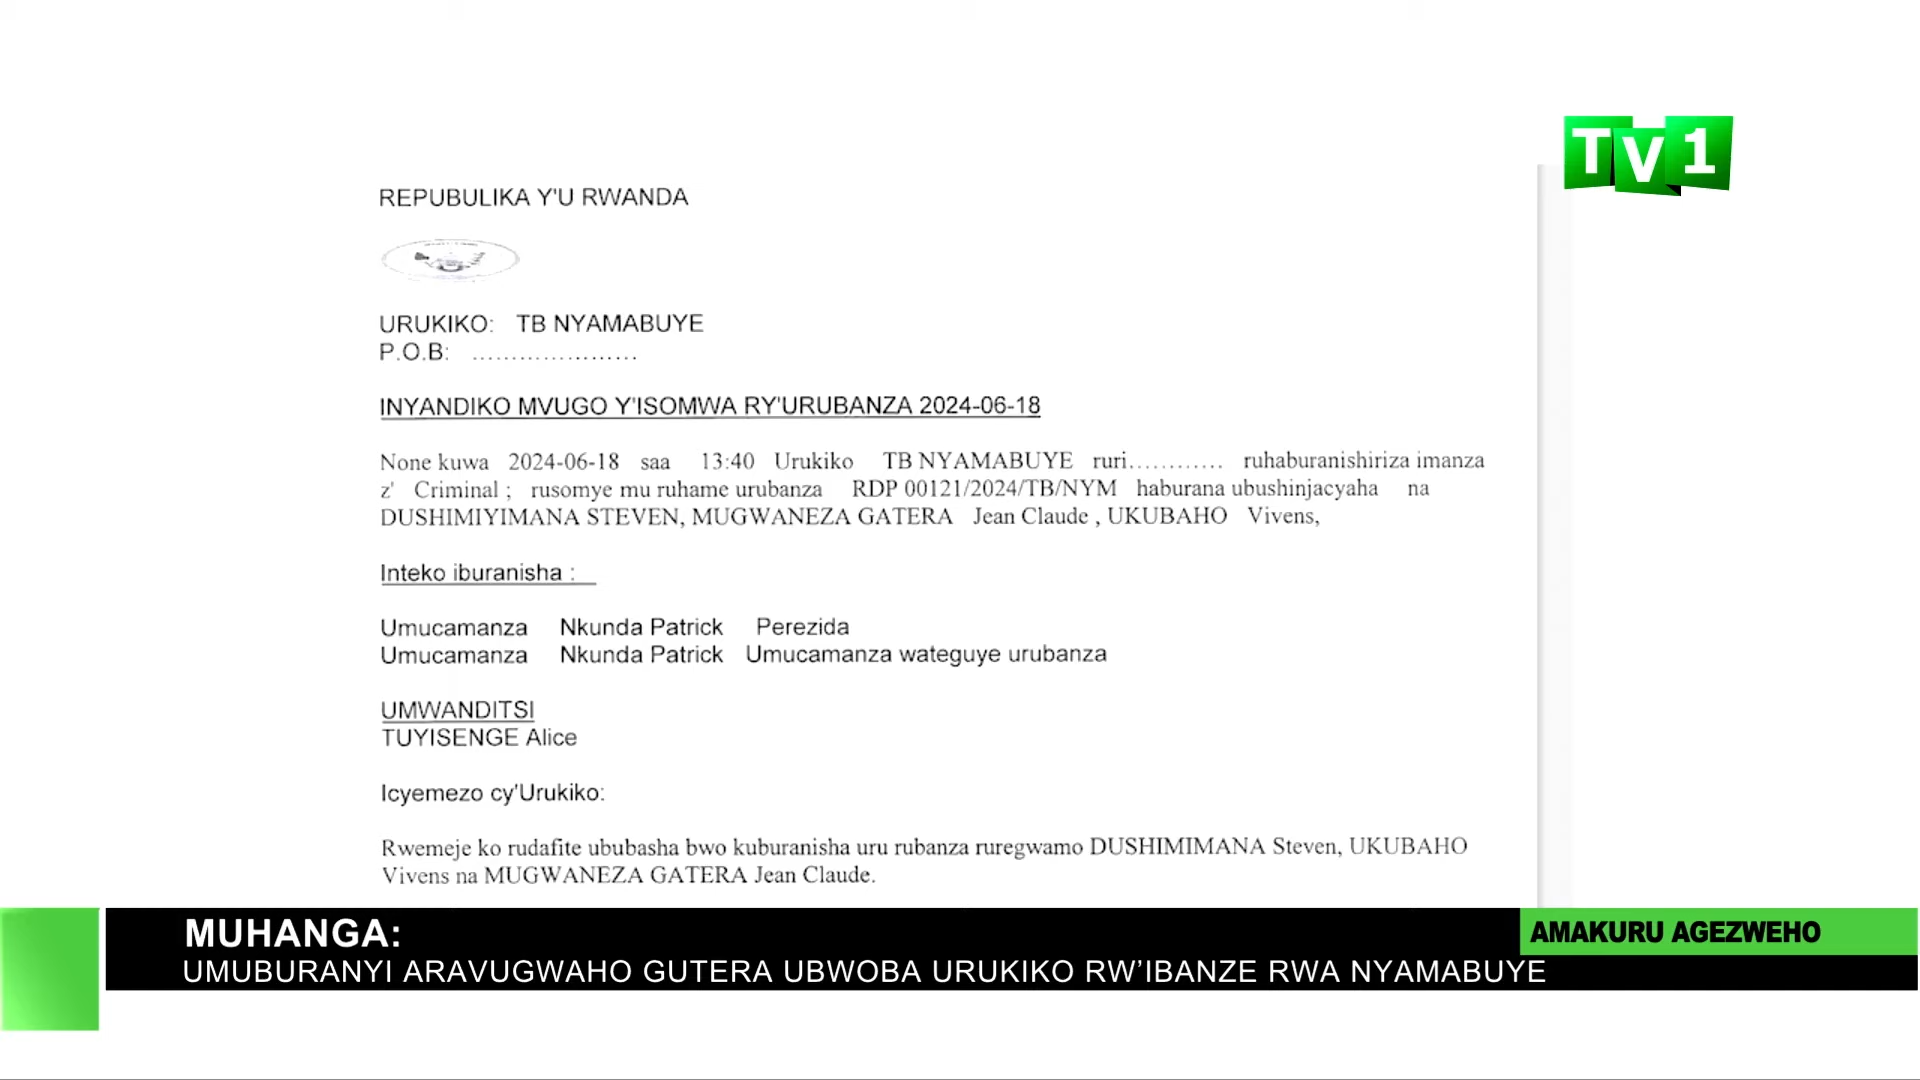 TV1
REPUBULIKA Y'U RWANDA
URUKIKO: TB NYAMABUYE
P.O.B: .....................
INYANDIKO MVUGO Y'ISOMWA RY'URUBANZA 2024-06-18
None kuwa 2024-06-18 saa 13:40 Urukiko TB NYAMABUYE ruri............ ruhaburanishiriza imanza
z' Criminal ; rusomye mu ruhame urubanza RDP 00121/2024/TB/NYM haburana ubushinjacyaha na
DUSHIMIYIMANA STEVEN, MUGWANEZA GATERA Jean Claude , UKUBAHO Vivens,
Inteko iburanisha :
Umucamanza Nkunda Patrick Perezida
Umucamanza Nkunda Patrick Umucamanza wateguye urubanza
UMWANDITSI
TUYISENGE Alice
Icyemezo cy'Urukiko:
Rwemeje ko rudafite ububasha bwo kuburanisha uru rubanza ruregwamo DUSHIMIMANA Steven, UKUBAHO
Vivens na MUGWANEZA GATERA Jean Claude.
MUHANGA:
AMAKURU AGEZWEHO
UMUBURANYI ARAVUGWAHO GUTERA UBWOBA URUKIKO RW’IBANZE RWA NYAMABUYE